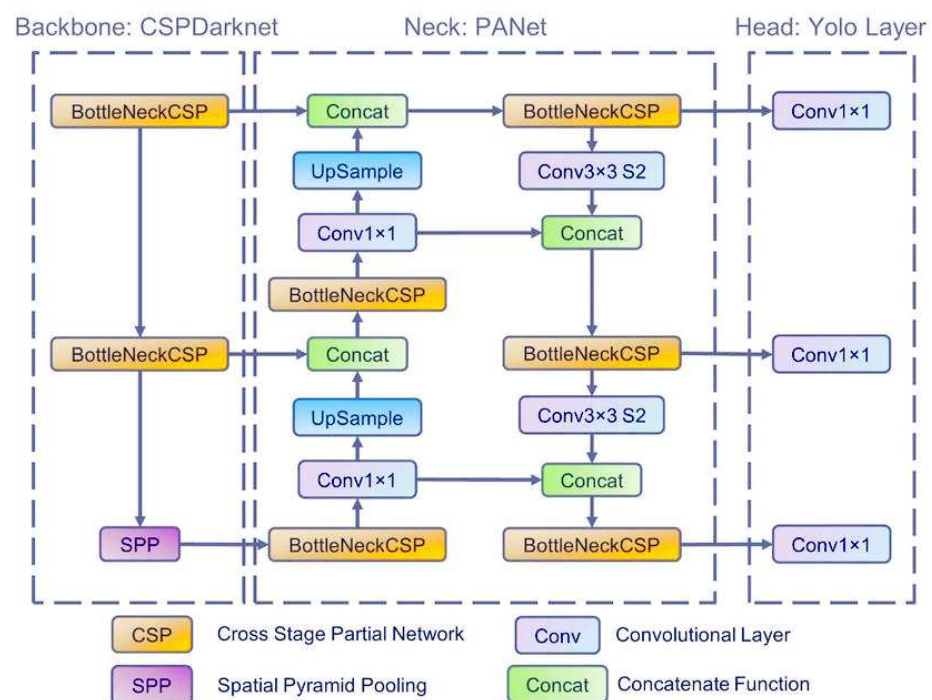 Backbone: CSPDarknet
Neck: PANet
Head: Yolo Layer
BottleNeckCSP
Concat
BottleNeckCSP
Conv1×1
UpSample
Conv3×3 S2
Conv1×1
Concat
BottleNeckCSP
BottleNeckCSP
Concat
BottleNeckCSP
Conv1×1
UpSample
Conv3×3 S2
Conv1×1
Concat
SPP
BottleNeckCSP
BottleNeckCSP
Conv1×1
CSP
Cross Stage Partial Network
Conv
Convolutional Layer
SPP
Spatial Pyramid Pooling
Concat
Concatenate Function